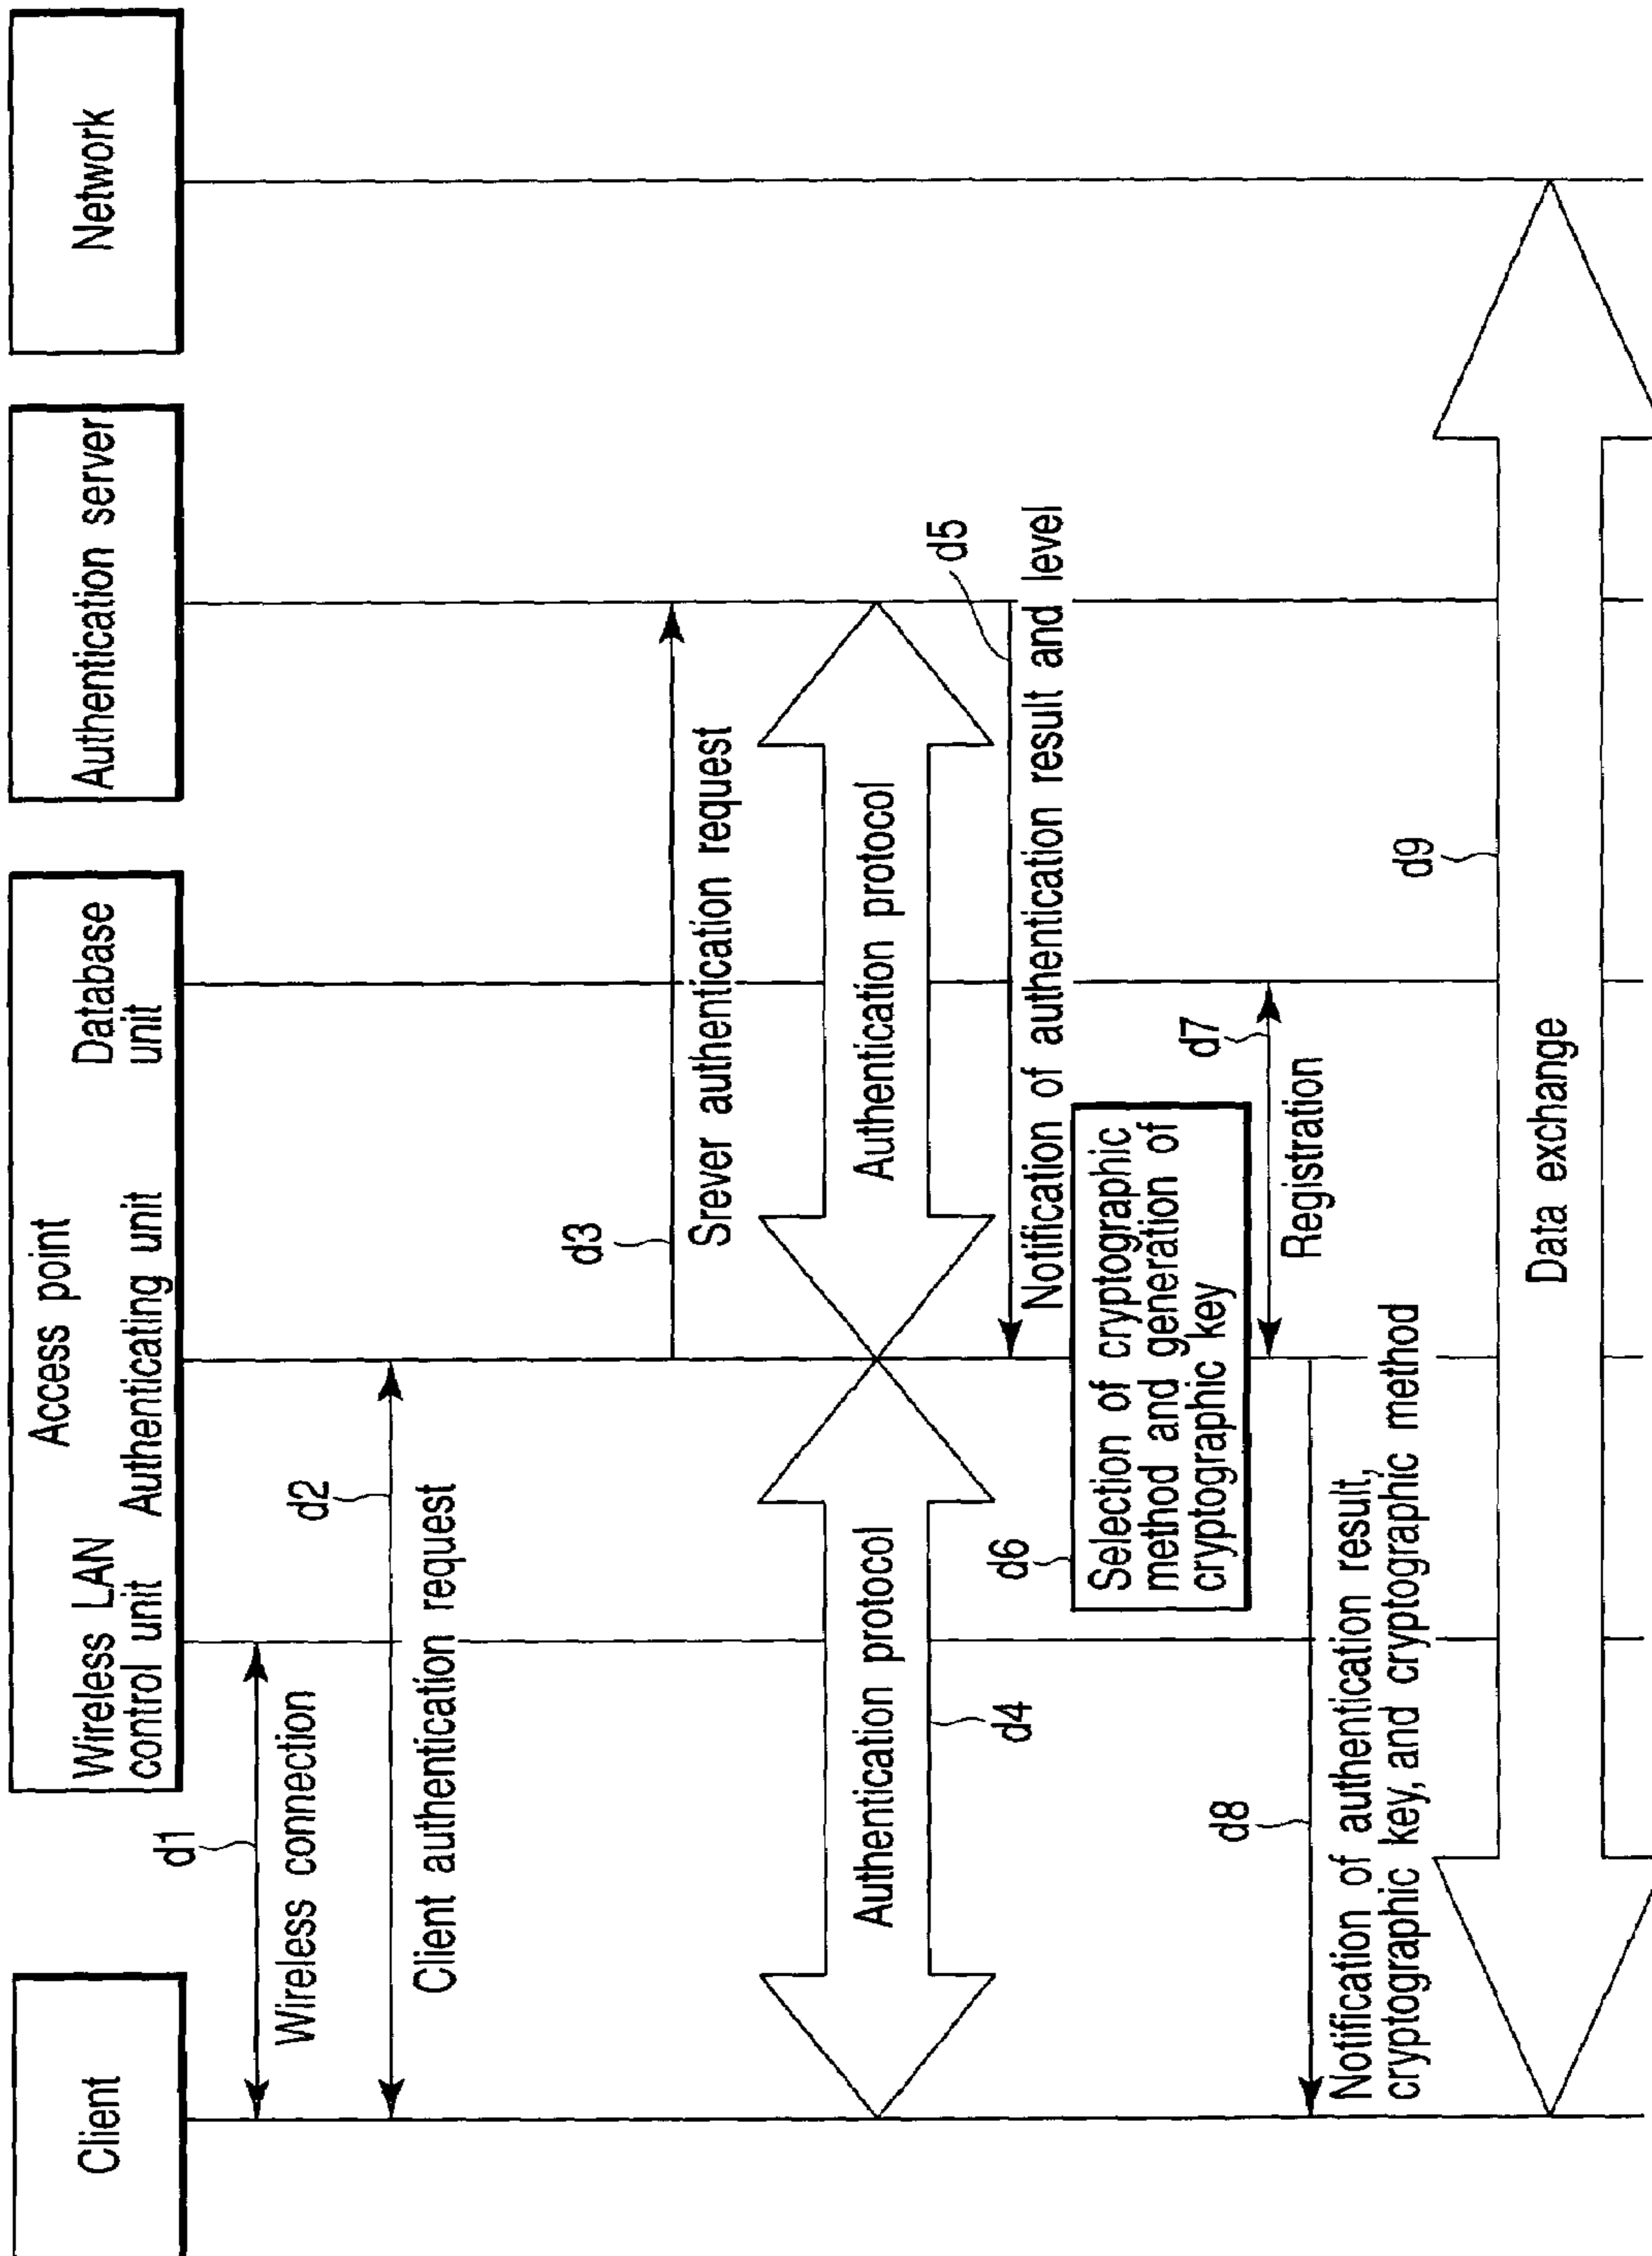 Client
Access point
Wireless LAN
control unit
Authenticating unit
Database
unit
Authentication server
Network
d1
Wireless connection
d2
Client authentication request
d3
Srever authentication request
Authentication protocol
Authentication protocol
d4
d5
Notification of authentication result and level
d6
Selection of cryptographic
method and generation of
cryptographic key
d7
Registration
d8
Notification of authentication result,
cryptographic key, and cryptographic method
d9
Data exchange